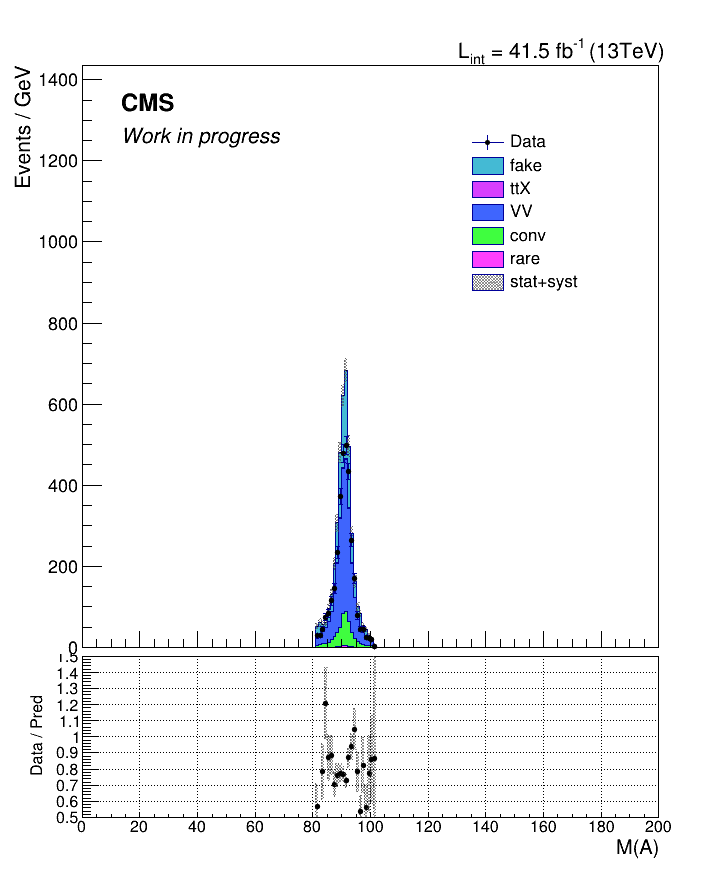 L_int = 41.5 fb^-1 (13TeV)
Events / GeV
1400
1200
1000
800
600
400
200
0
CMS
Work in progress
Data
fake
ttX
VV
conv
rare
stat+syst
Data / Pred
1.5
1.4
1.3
1.2
1.1
1
0.9
0.8
0.7
0.6
0.5
0 20 40 60 80 100 120 140 160 180 200
M(A)